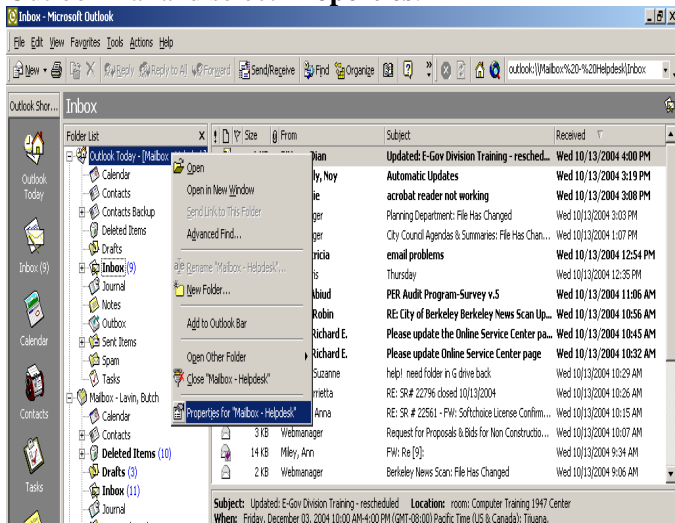 Inbox - Microsoft Outlook
File Edit View Favorites Tools Actions Help
New Reply Reply to All Forward Send/Receive Find Organize outlook:\\Mailbox%20-%20Helpdesk\Inbox
Outlook Shor... Inbox
Folder List X ! Size From Subject Received
Outlook Today - [Mailbox
Calendar
Contacts
Contacts Backup
Deleted Items
Drafts
Inbox (9)
Journal
Notes
Outbox
Sent Items
Spam
Tasks
Mailbox - Lavin, Butch
Calendar
Contacts
Deleted Items (10)
Drafts (3)
Inbox (11)
Journal
Outlook Today
Inbox (9)
Calendar
Contacts
Tasks
Open
Open in New Window
Send Link to This Folder
Advanced Find...
Rename "Mailbox - Helpdesk"...
New Folder...
Add to Outlook Bar
Open Other Folder
Close "Mailbox - Helpdesk"
Properties for "Mailbox - Helpdesk"
Dian Updated: E-Gov Division Training - resched... Wed 10/13/2004 4:00 PM
ly, Noy Automatic Updates Wed 10/13/2004 3:19 PM
ie acrobat reader not working Wed 10/13/2004 3:08 PM
ger Planning Department: File Has Changed Wed 10/13/2004 3:03 PM
ger City Council Agendas & Summaries: File Has Chan... Wed 10/13/2004 1:07 PM
tricia email problems Wed 10/13/2004 12:54 PM
is Thursday Wed 10/13/2004 12:35 PM
Abiud PER Audit Program-Survey v.5 Wed 10/13/2004 11:06 AM
Robin RE: City of Berkeley Berkeley News Scan Up... Wed 10/13/2004 10:56 AM
Richard E. Please update the Online Service Center pa... Wed 10/13/2004 10:45 AM
Richard E. Please update Online Service Center page Wed 10/13/2004 10:32 AM
Suzanne help! need folder in G drive back Wed 10/13/2004 10:29 AM
rrietta RE: SR# 22796 closed 10/13/2004 Wed 10/13/2004 10:26 AM
Anna RE: SR # 22561 - FW: Softchoice License Confirm... Wed 10/13/2004 10:15 AM
3 KB Webmanager Request for Proposals & Bids for Non Constructio... Wed 10/13/2004 10:07 AM
14 KB Miley, Ann FW: Re [9]: Wed 10/13/2004 9:34 AM
2 KB Webmanager Berkeley News Scan: File Has Changed Wed 10/13/2004 9:06 AM
Subject: Updated: E-Gov Division Training - rescheduled Location: room: Computer Training 1947 Center
When: Friday, December 03, 2004 10:00 AM-4:00 PM (GMT-08:00) Pacific Time (US & Canada); Tijuana.